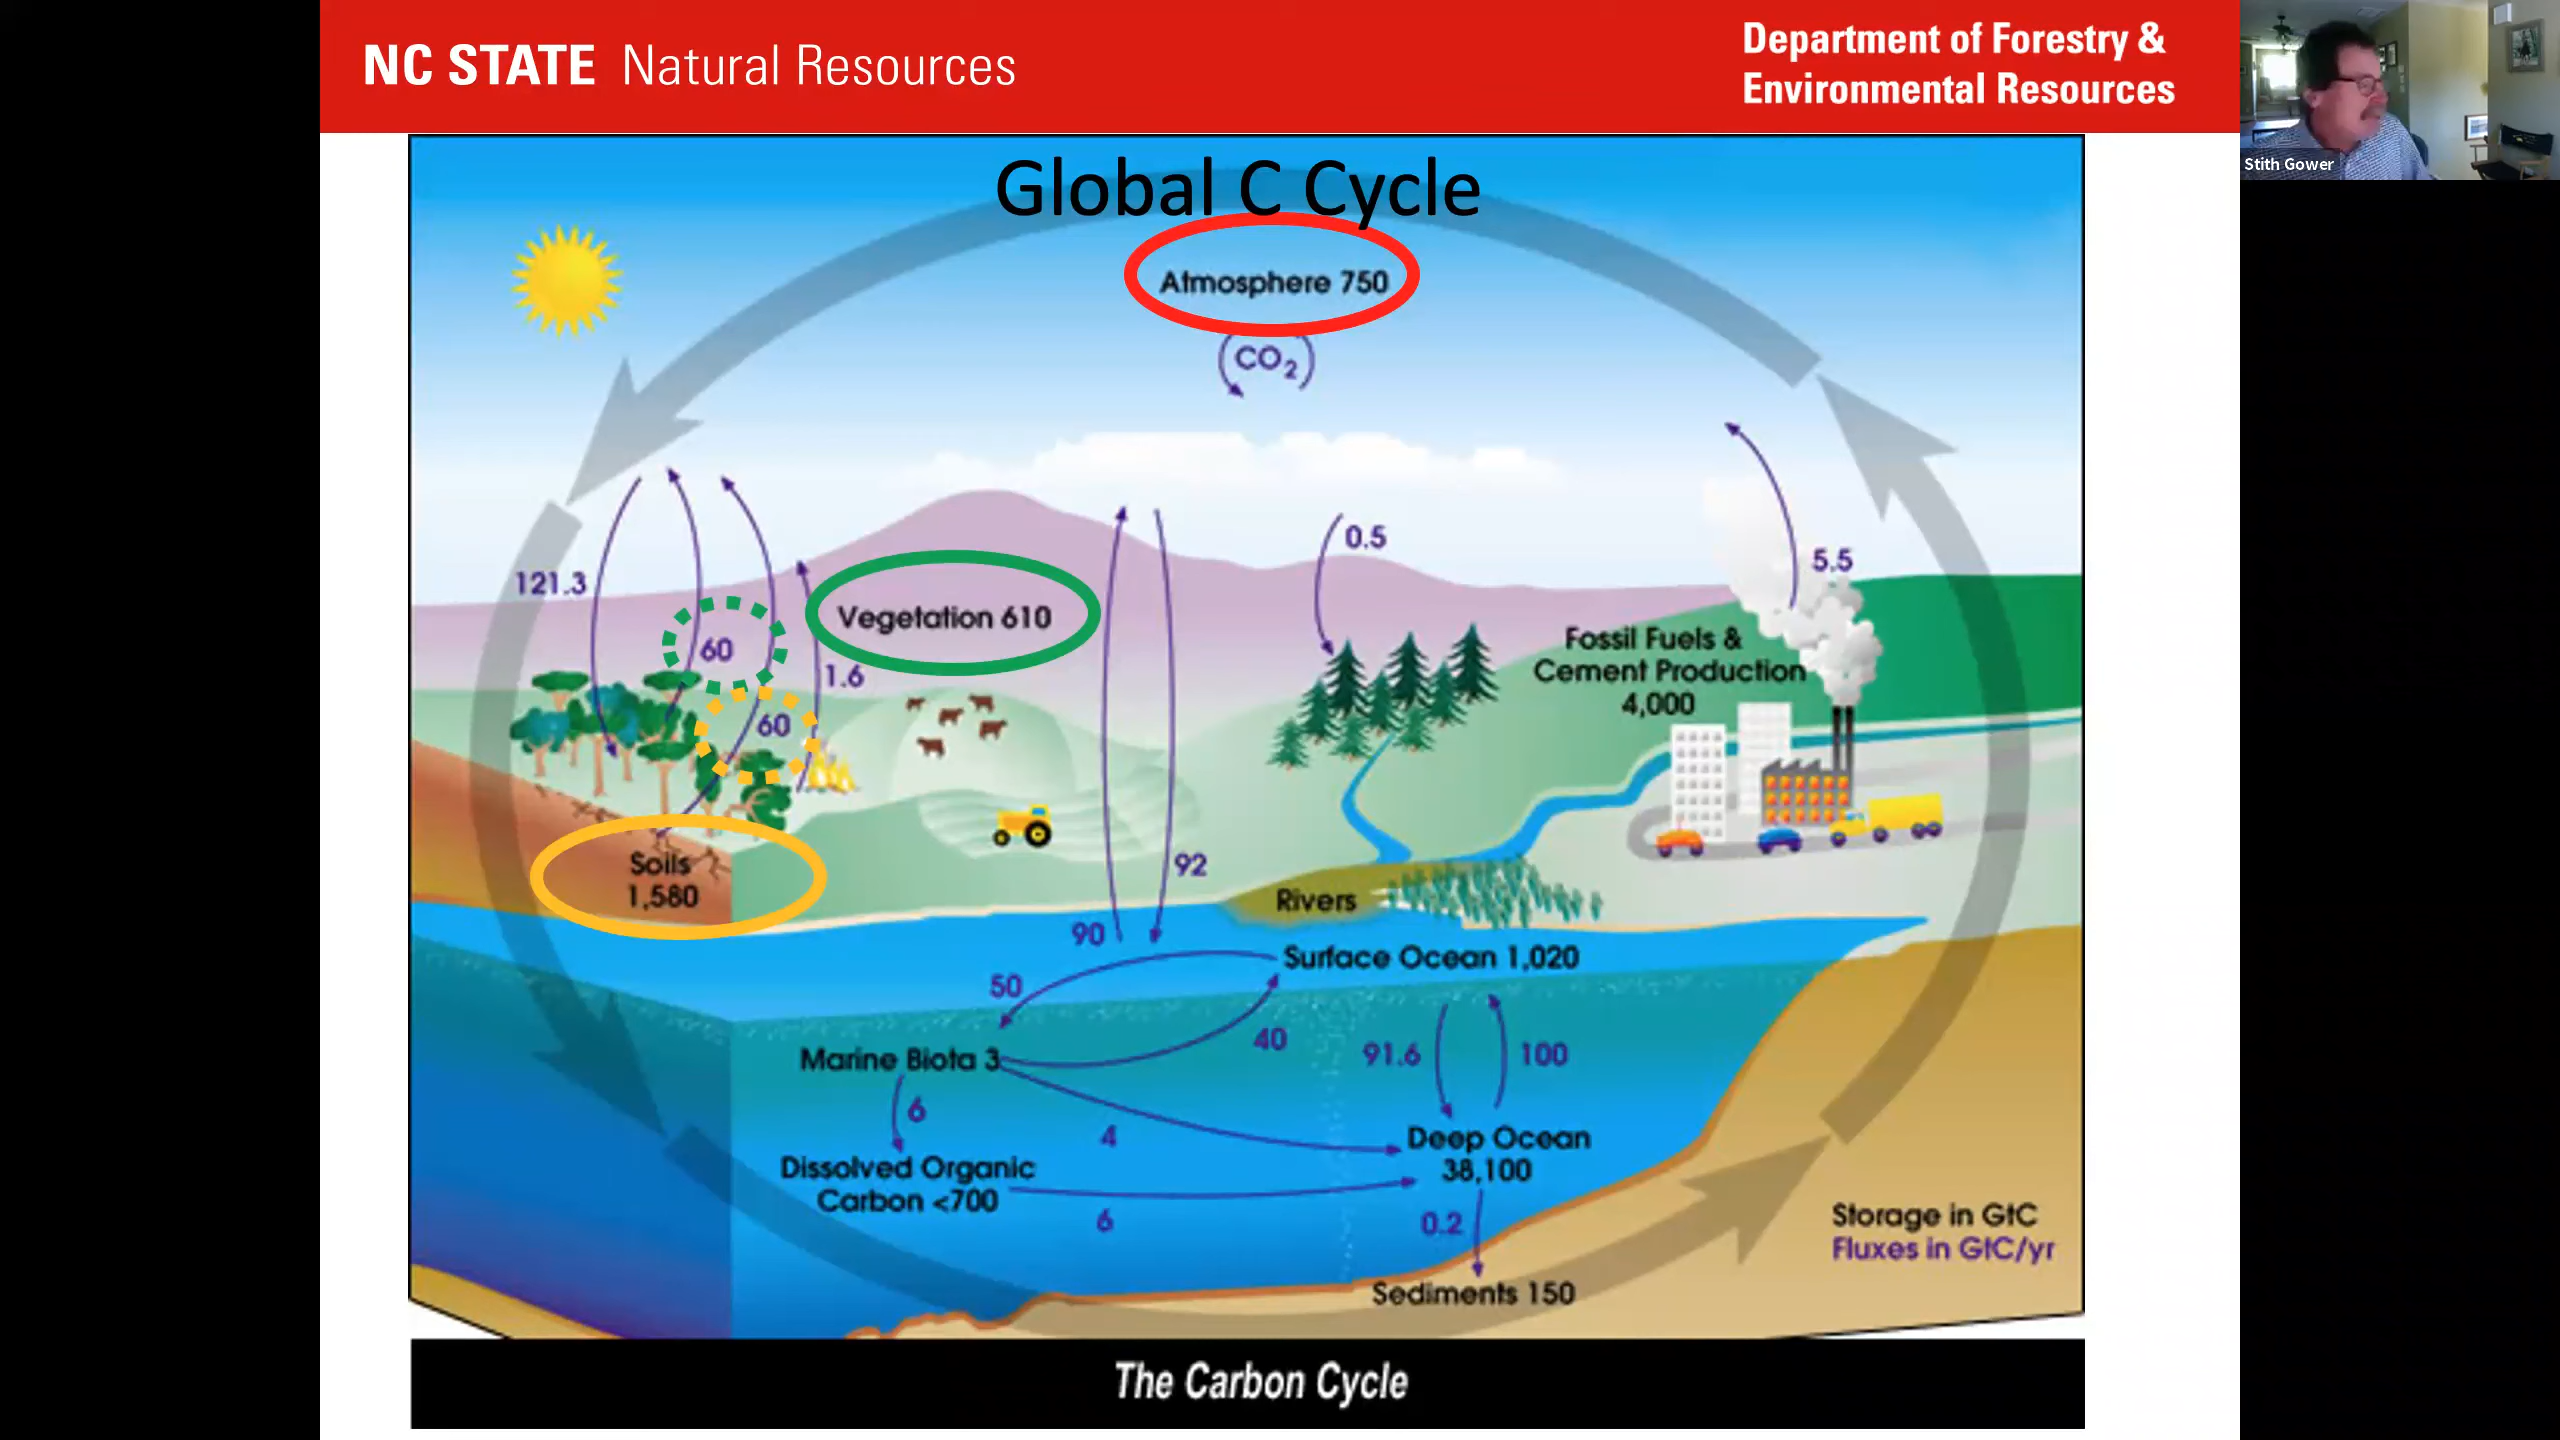 NC STATE Natural Resources
Department of Forestry &
Environmental Resources
Stith Gower
Global C Cycle
Atmosphere 750
CO2
0.5
5.5
121.3
60
Vegetation 610
1.6
60
Fossil Fuels &
Cement Production
4,000
Soils
1,580
92
Rivers
90
Surface Ocean 1,020
50
40
91.6
100
Marine Biota 3
6
4
Deep Ocean
38,100
Dissolved Organic
Carbon <700
6
0.2
Storage in GtC
Fluxes in GtC/yr
Sediments 150
The Carbon Cycle